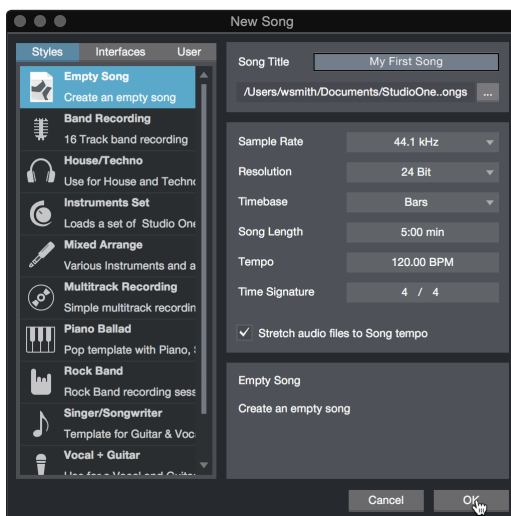 New Song
Styles Interfaces User
Empty Song
Create an empty song
Band Recording
16 Track band recording
House/Techno
Use for House and Techno
Instruments Set
Loads a set of Studio One
Mixed Arrange
Various Instruments and a
Multitrack Recording
Simple multitrack recordin
Piano Ballad
Pop template with Piano,
Rock Band
Rock Band recording sess
Singer/Songwriter
Template for Guitar & Voc
Vocal + Guitar
Song Title My First Song
/Users/wsmith/Documents/StudioOne..ongs ...
Sample Rate 44.1 kHz
Resolution 24 Bit
Timebase Bars
Song Length 5:00 min
Tempo 120.00 BPM
Time Signature 4 / 4
Stretch audio files to Song tempo
Empty Song
Create an empty song
Cancel OK